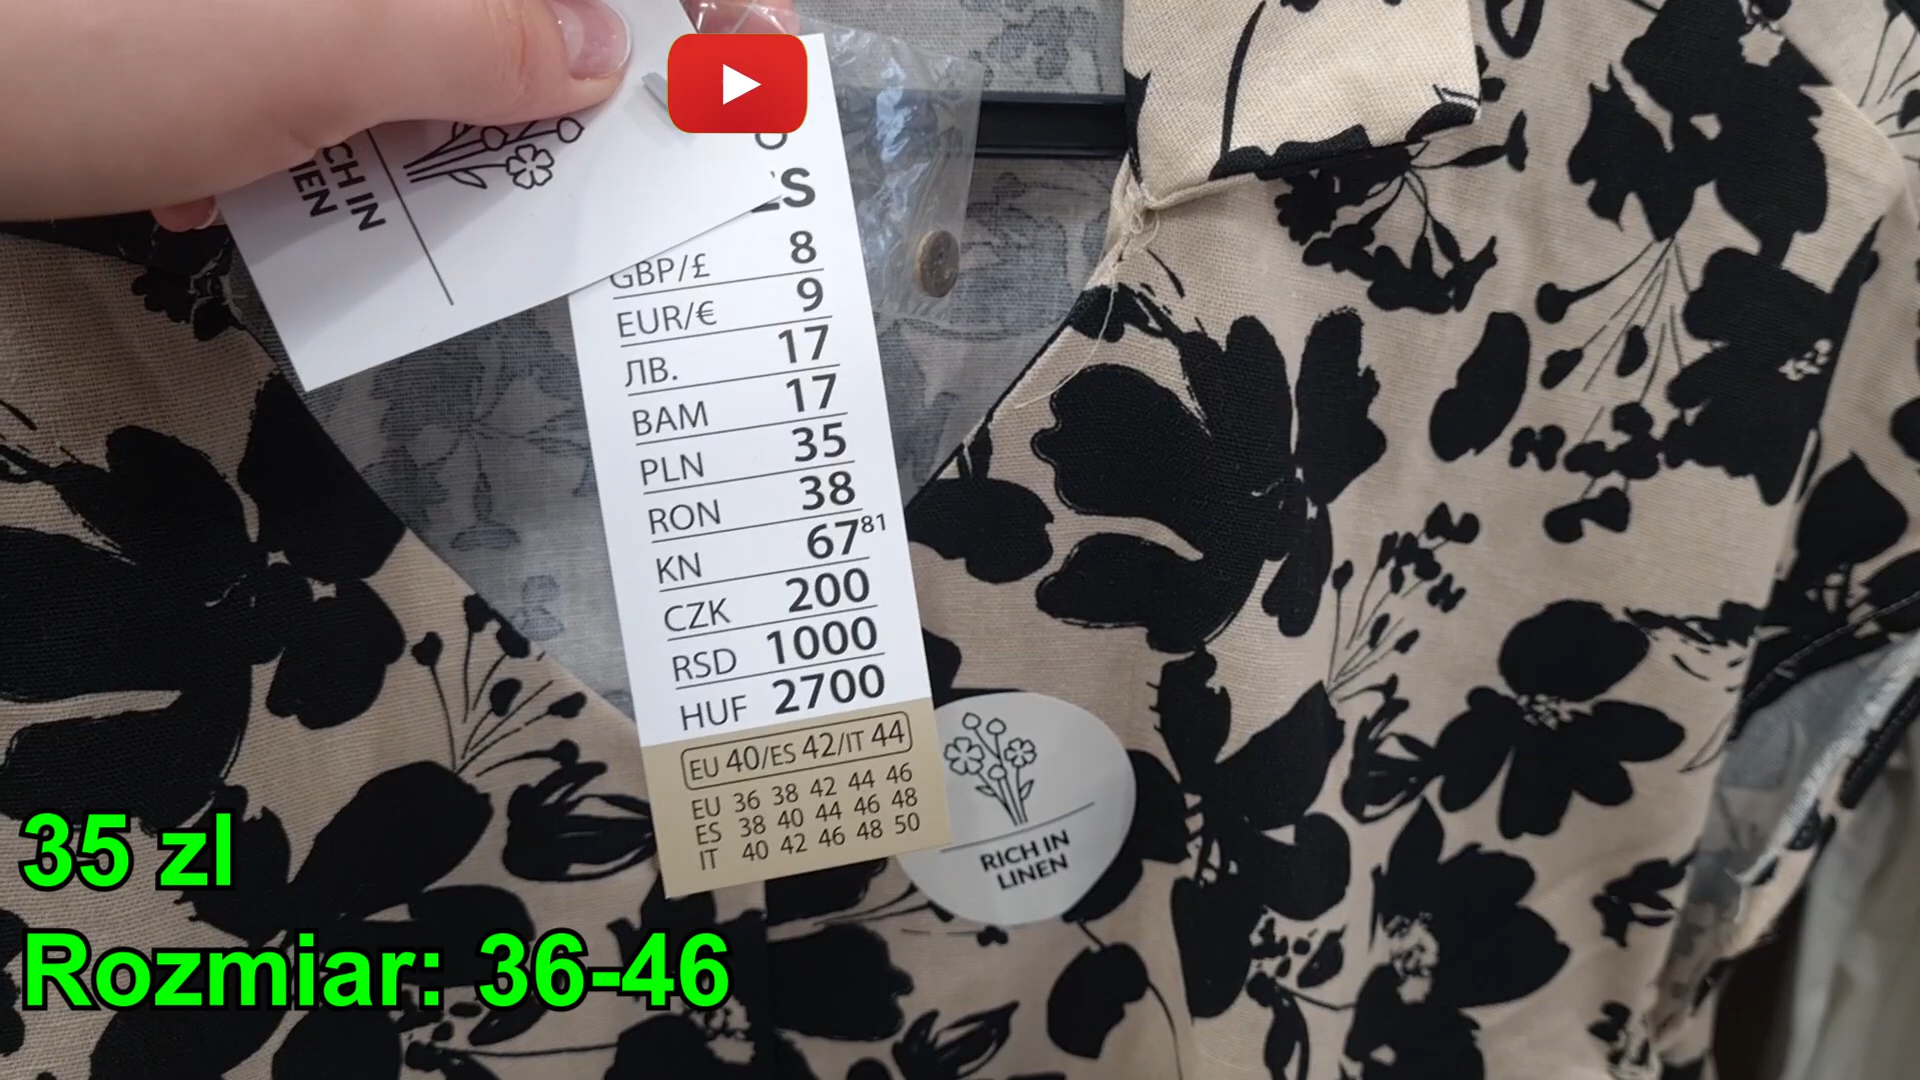 CH IN
ES
GBP/£ 8
EUR/€ 9
ЛВ. 17
BAM 17
PLN 35
RON 38
KN 67⁸¹
CZK 200
RSD 1000
HUF 2700
EU 40/ES 42/IT 44
EU 36 38 42 44 46
ES 38 40 44 46 48
IT 40 42 46 48 50
RICH IN
LINEN
35 zl
Rozmiar: 36-46